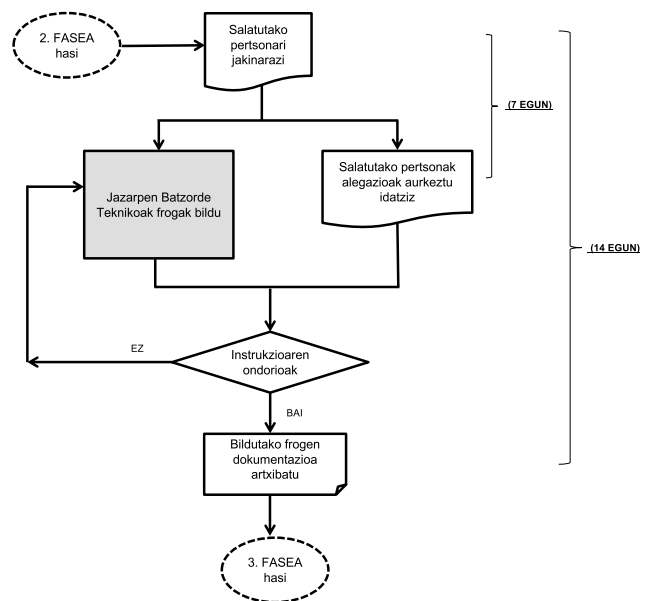 2. FASEA
hasi
Salatutako
pertsonari
jakinarazi
(7 EGUN)
Jazarpen Batzorde
Teknikoak frogak bildu
Salatutako pertsonak
alegazioak aurkeztu
idatziz
(14 EGUN)
EZ
Instrukzioaren
ondorioak
BAI
Bildutako frogen
dokumentazioa
artxibatu
3. FASEA
hasi